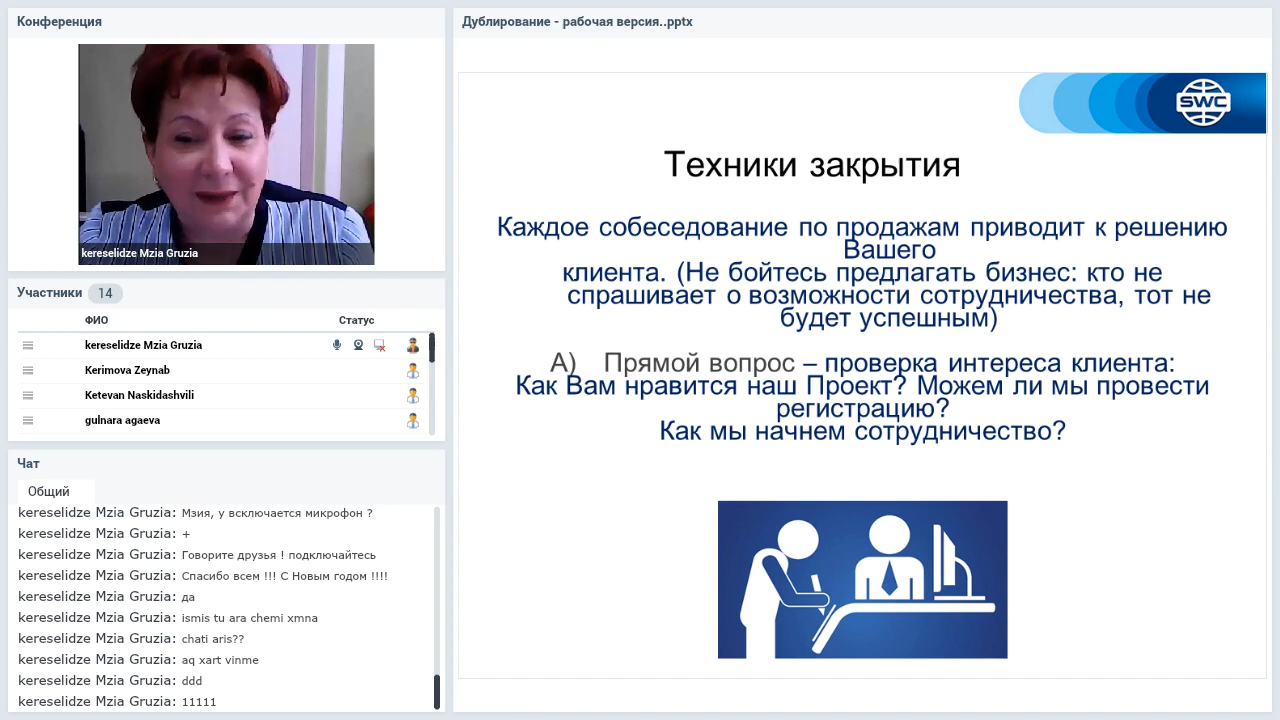 Конференция
kereselidze Mzia Gruzia
Участники 14
ФИО Статус
kereselidze Mzia Gruzia
Kerimova Zeynab
Ketevan Naskidashvili
gulnara agaeva
Чат
Общий
kereselidze Mzia Gruzia: Мзия, у всключается микрофон ?
kereselidze Mzia Gruzia: +
kereselidze Mzia Gruzia: Говорите друзья ! подключайтесь
kereselidze Mzia Gruzia: Спасибо всем !!! С Новым годом !!!!
kereselidze Mzia Gruzia: да
kereselidze Mzia Gruzia: ismis tu ara chemi xmna
kereselidze Mzia Gruzia: chati aris??
kereselidze Mzia Gruzia: aq xart vinme
kereselidze Mzia Gruzia: ddd
kereselidze Mzia Gruzia: 11111
Дублирование - рабочая версия..pptx
SWC
Техники закрытия
Каждое собеседование по продажам приводит к решению
Вашего
клиента. (Не бойтесь предлагать бизнес: кто не
спрашивает о возможности сотрудничества, тот не
будет успешным)
А) Прямой вопрос – проверка интереса клиента:
Как Вам нравится наш Проект? Можем ли мы провести
регистрацию?
Как мы начнем сотрудничество?